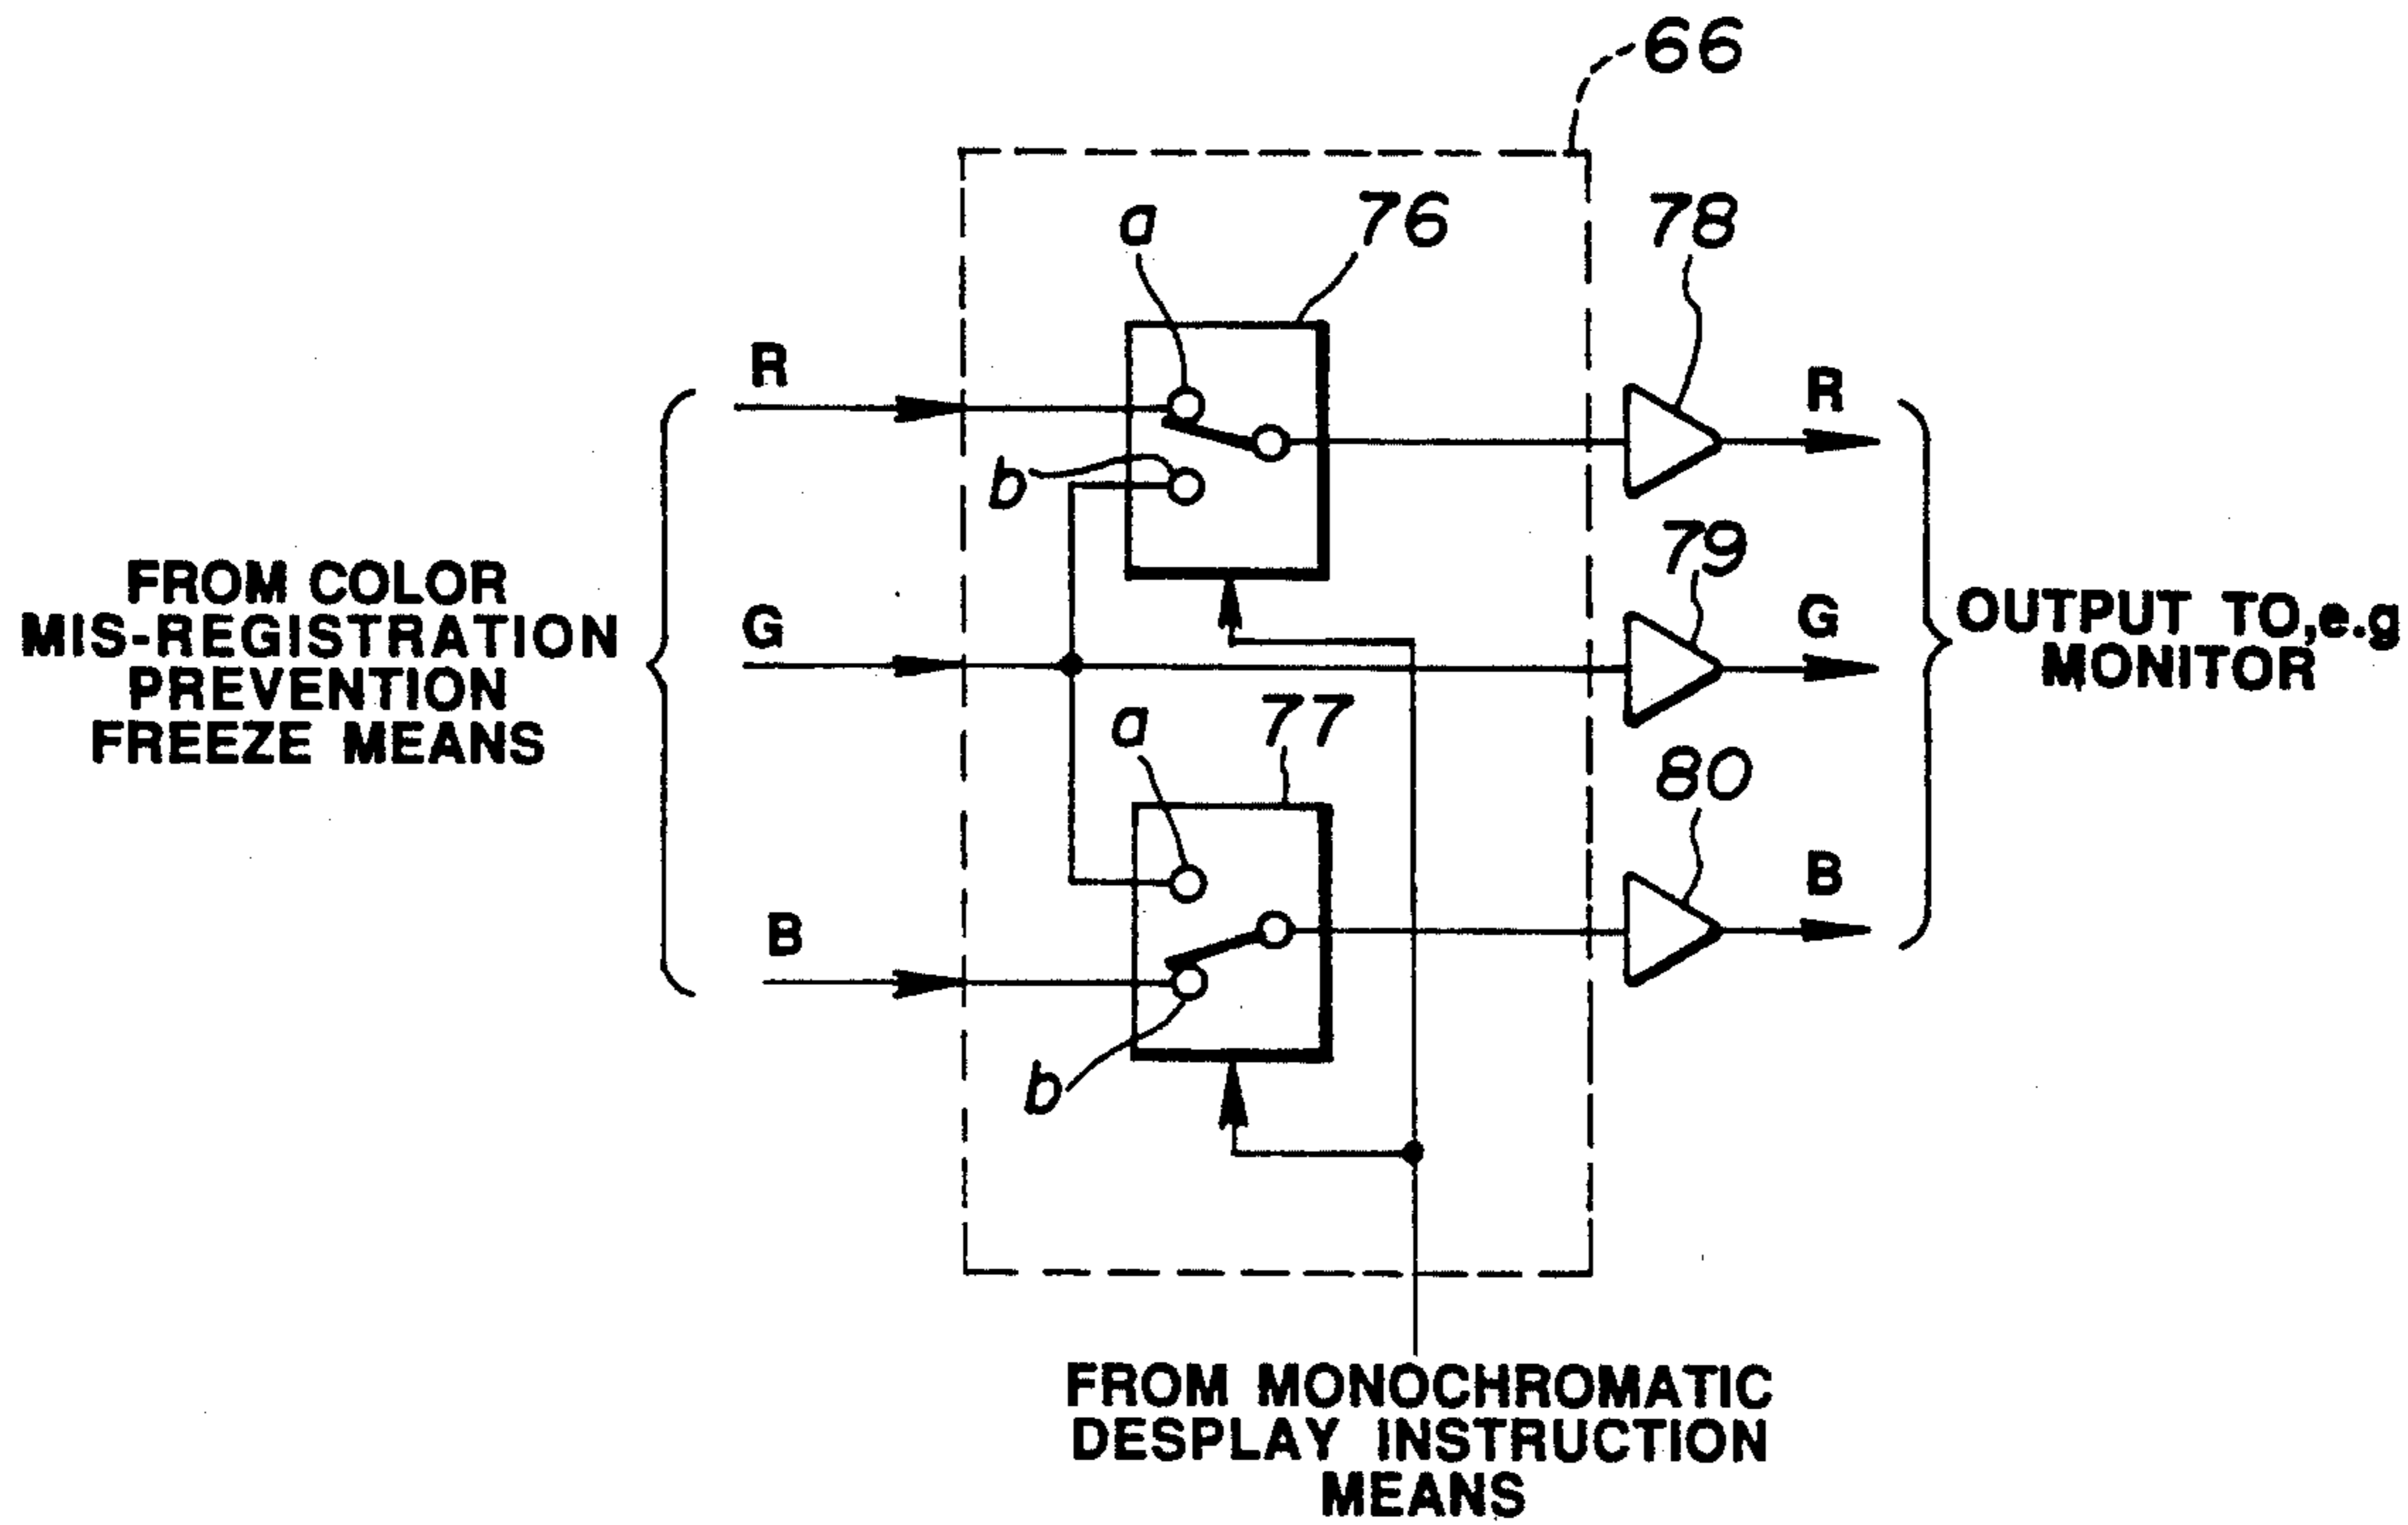 66
a
76
78
R
R
b
79
FROM COLOR
MIS-REGISTRATION
PREVENTION
FREEZE MEANS
G
G
OUTPUT TO,e.g
MONITOR
a
77
80
B
B
b
FROM MONOCHROMATIC
DESPLAY INSTRUCTION
MEANS